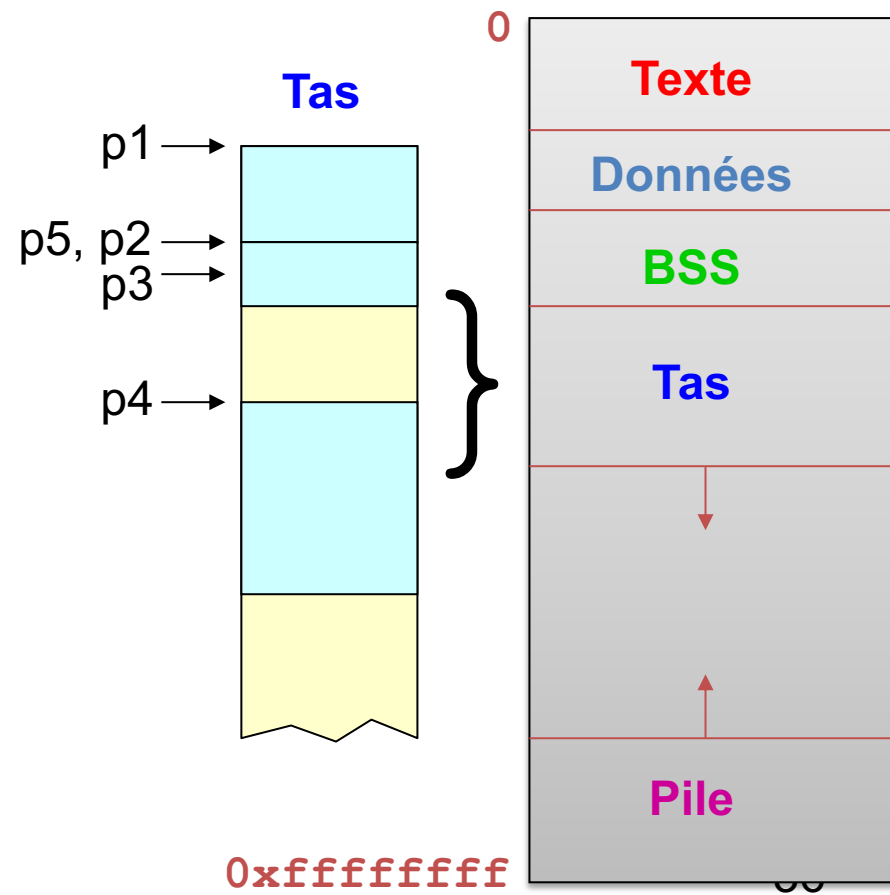 0
Tas
Texte
p1
Données
p5, p2
p3
BSS
Tas
p4
Pile
0xffffffff